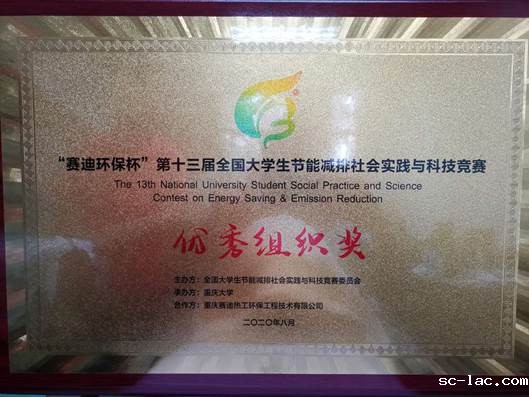 “赛迪环保杯”第十三届全国大学生节能减排社会实践与科技竞赛
The 13th National University Student Social Practice and Science
Contest on Energy Saving & Emission Reduction
优秀组织奖
主办方：全国大学生节能减排社会实践与科技竞赛委员会
承办方：重庆大学
合作方：重庆赛迪热工环保工程技术有限公司
二〇二〇年八月
sc-lac.com